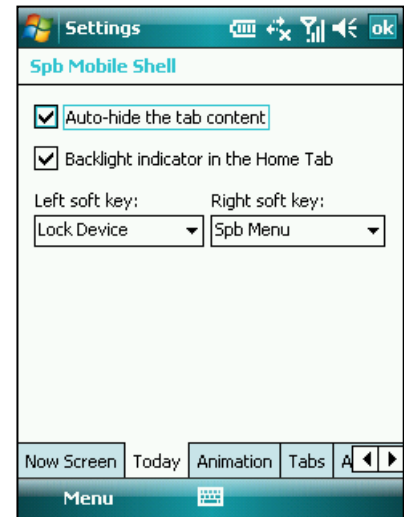 Settings ok
Spb Mobile Shell
Auto-hide the tab content
Backlight indicator in the Home Tab
Left soft key: Right soft key:
Lock Device Spb Menu
Now Screen Today Animation Tabs A
Menu